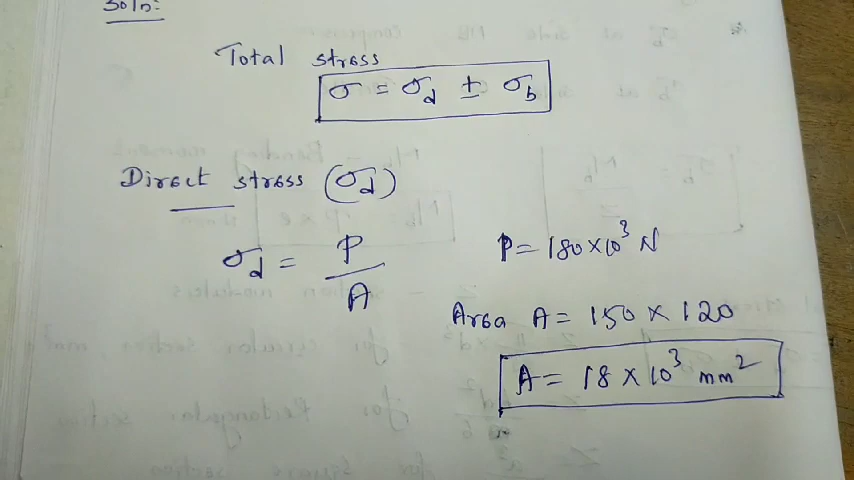 Soln:
Total stress
σ = σd ± σb
Direct stress (σd)
σd = P/A
P = 180×10³ N
Area A = 150 × 120
A = 18 × 10³ mm²